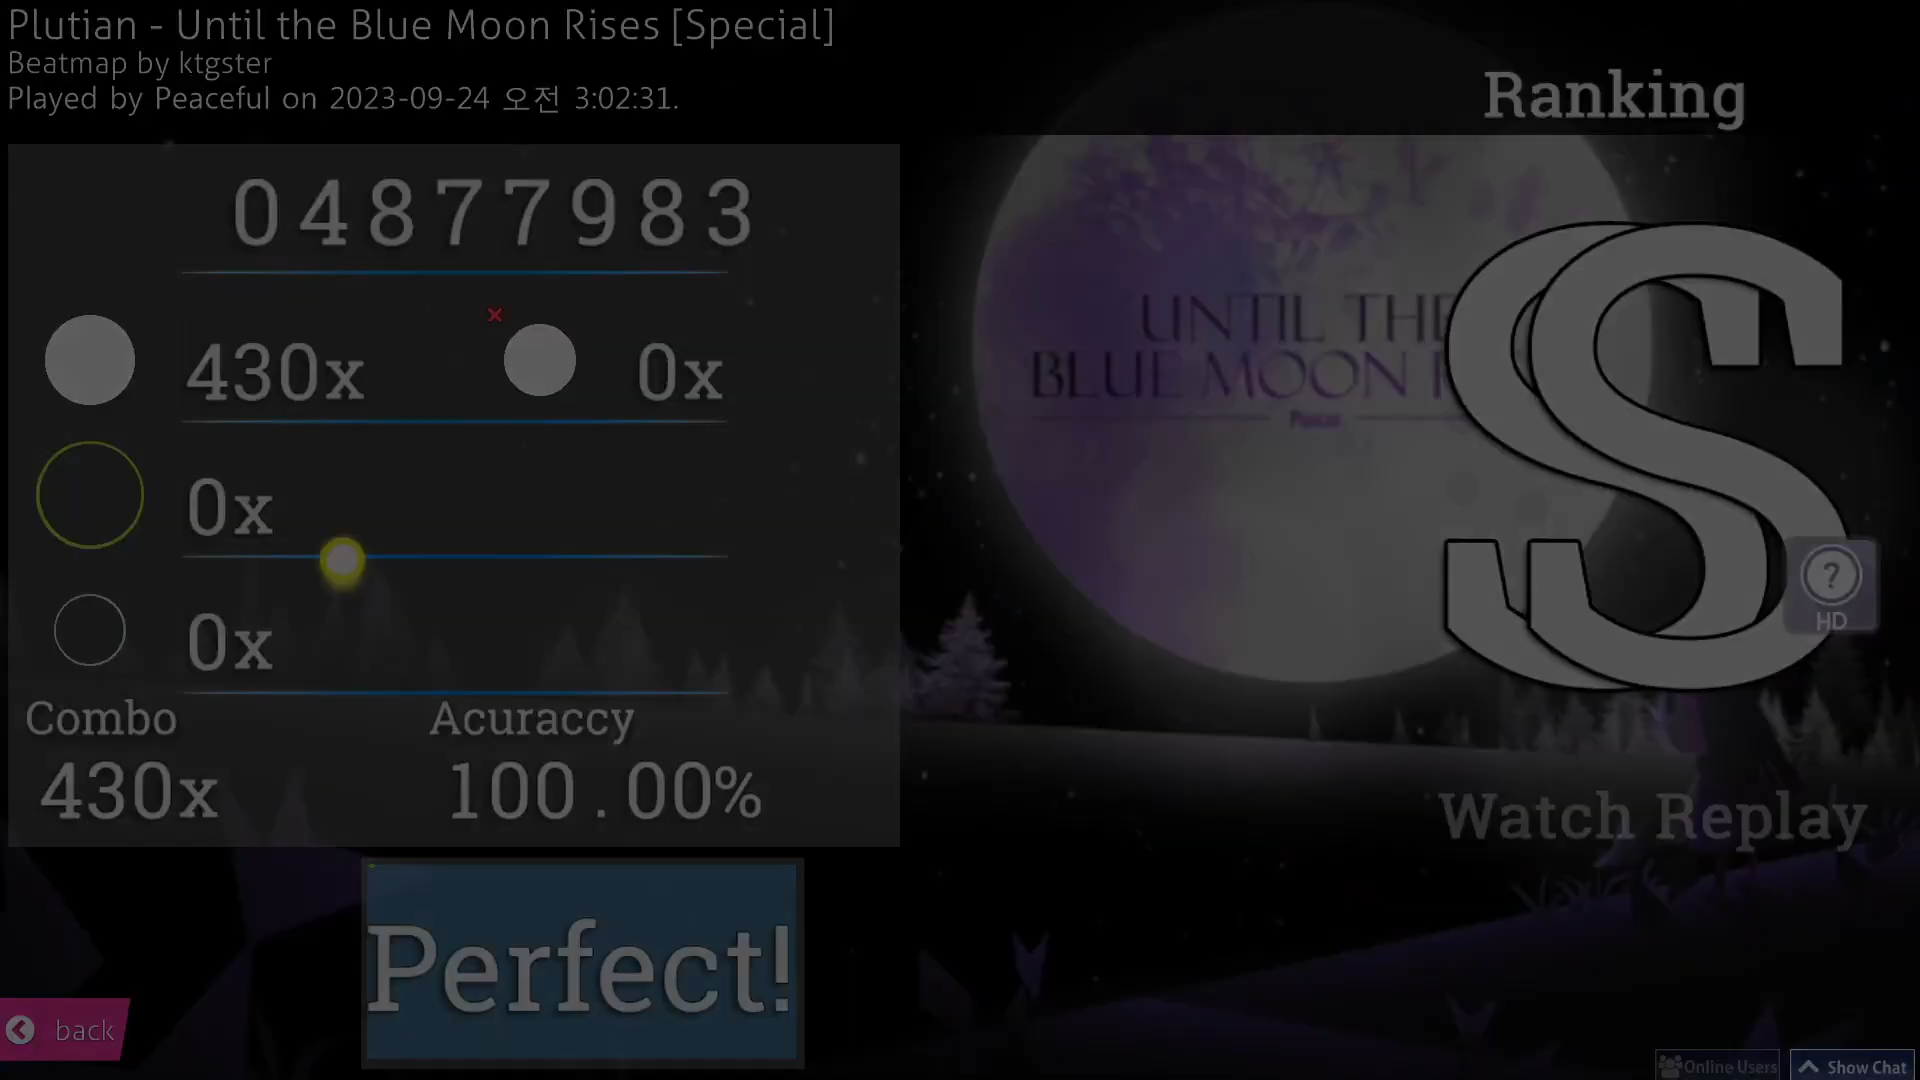 Plutian - Until the Blue Moon Rises [Special]
Beatmap by ktgster
Played by Peaceful on 2023-09-24 오전 3:02:31.
Ranking
04877983
430x
0x
0x
0x
Combo
Acuraccy
430x
100.00%
UNTIL THE
BLUE MOON
HD
Watch Replay
Perfect!
back
Online Users
Show Chat